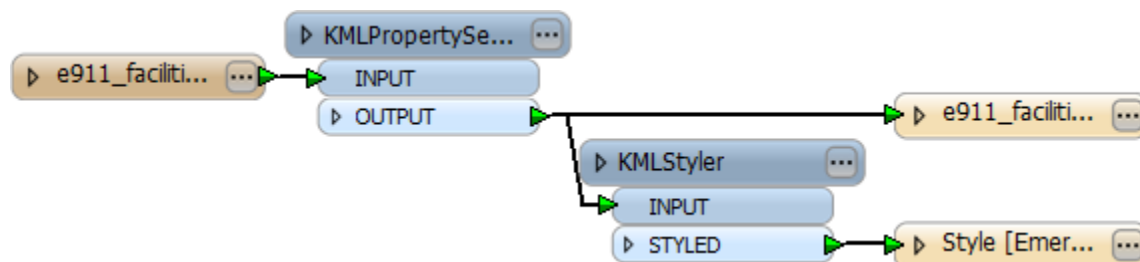 KMLPropertySe...
e911_faciliti...
INPUT
OUTPUT
e911_faciliti...
KMLStyler
INPUT
STYLED
Style [Emer...